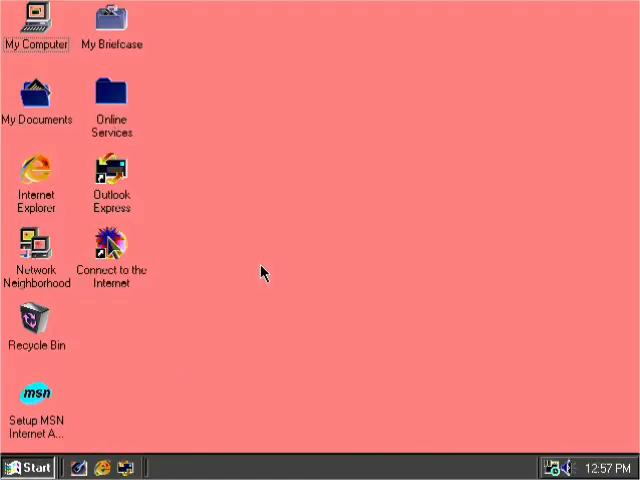 My Computer
My Briefcase
My Documents
Online
Services
Internet
Explorer
Outlook
Express
Network
Neighborhood
Connect to the
Internet
Recycle Bin
msn
Setup MSN
Internet A...
Start
12:57 PM